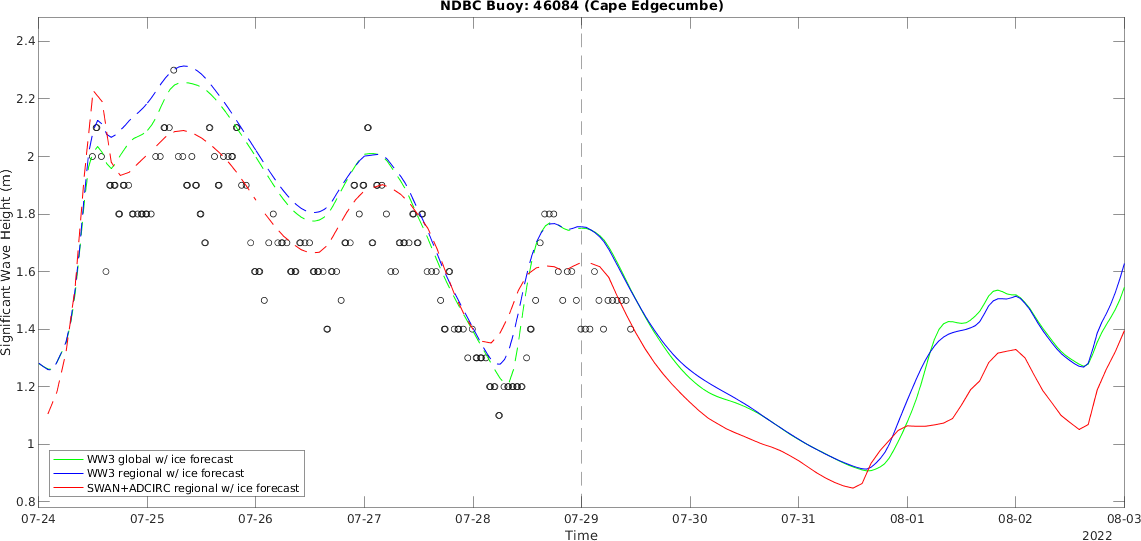 NDBC Buoy: 46084 (Cape Edgecumbe)
Significant Wave Height (m)
2.4
2.2
2
1.8
1.6
1.4
1.2
1
0.8
WW3 global w/ ice forecast
WW3 regional w/ ice forecast
SWAN+ADCIRC regional w/ ice forecast
07-24 07-25 07-26 07-27 07-28 07-29 07-30 07-31 08-01 08-02 08-03
Time
2022